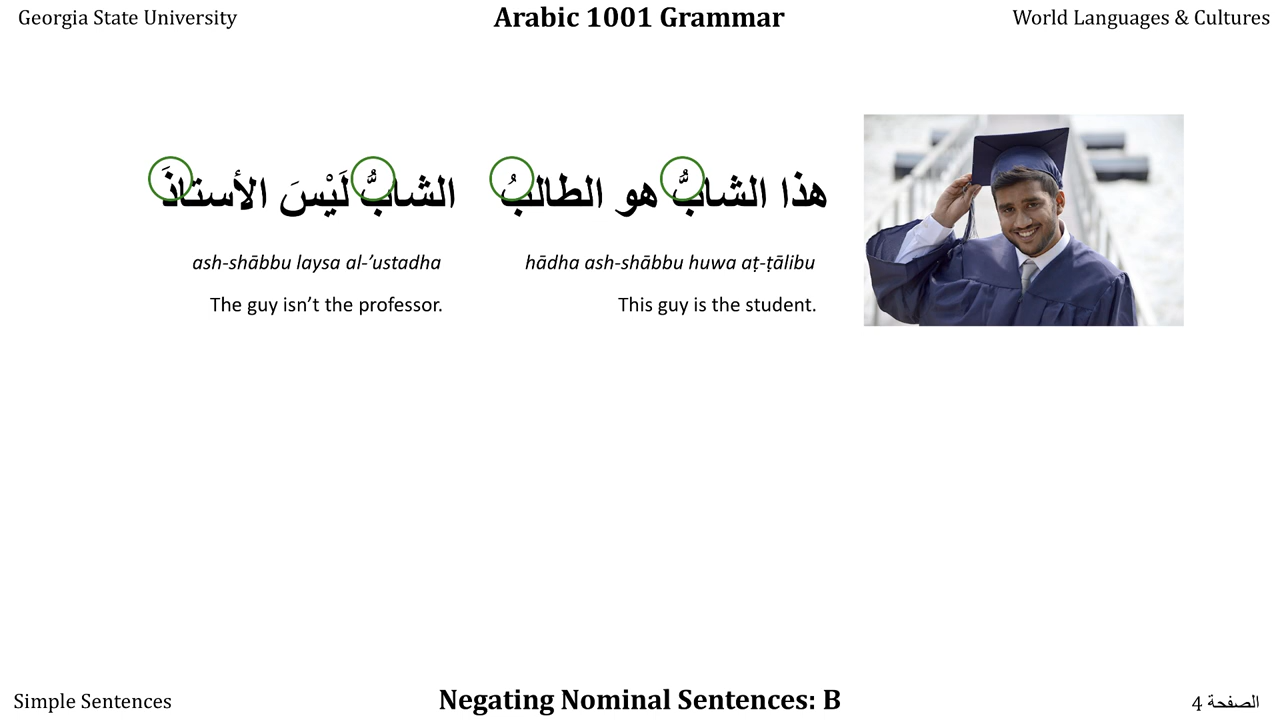 Georgia State University
Arabic 1001 Grammar
World Languages & Cultures
هذا الشابُّ هو الطالبُ
الشابُّ لَيْسَ الأستاذَ
hādha ash-shābbu huwa aṭ-ṭālibu
ash-shābbu laysa al-’ustadha
This guy is the student.
The guy isn’t the professor.
Simple Sentences
Negating Nominal Sentences: B
الصفحة 4